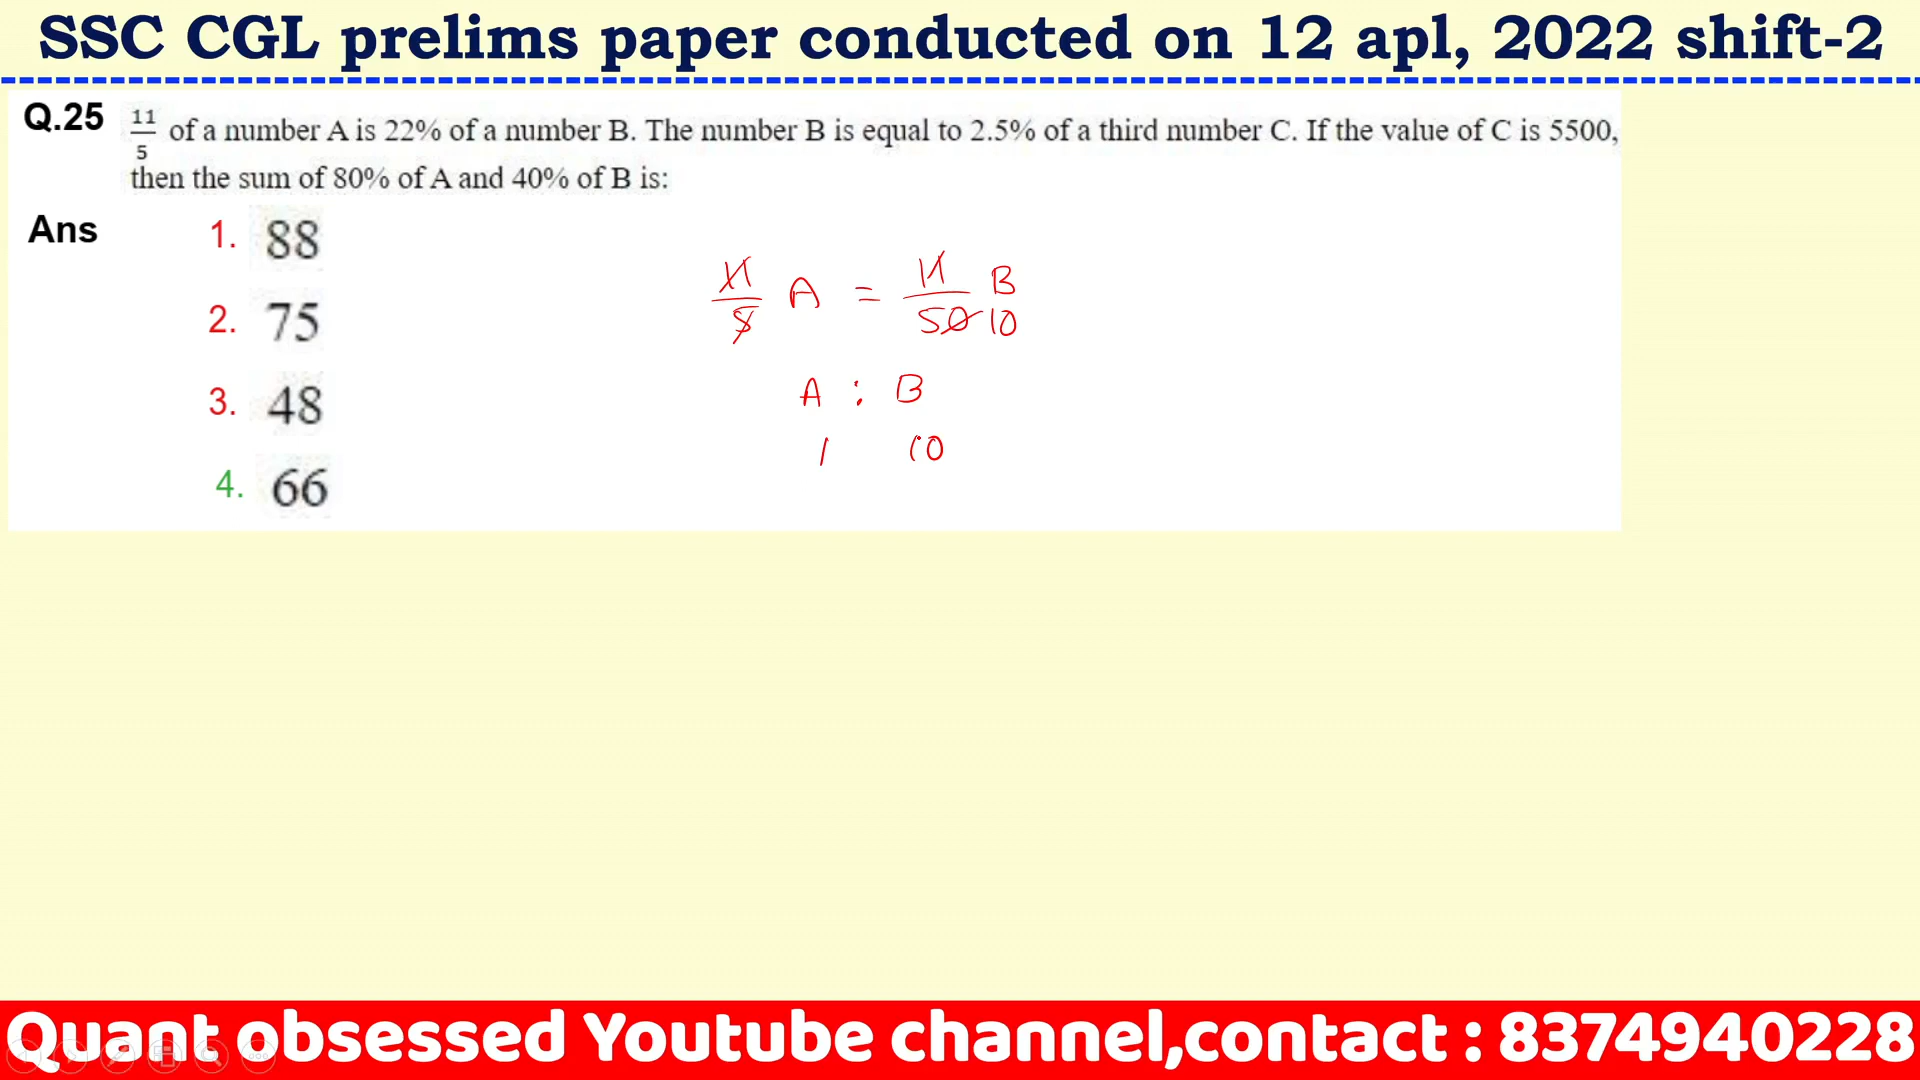 SSC CGL prelims paper conducted on 12 apl, 2022 shift-2
Q.25 11/5 of a number A is 22% of a number B. The number B is equal to 2.5% of a third number C. If the value of C is 5500,
then the sum of 80% of A and 40% of B is:
Ans 1. 88
2. 75
3. 48
4. 66
11/5 A = 11/50 B
10
A : B
1 10
Quant obsessed Youtube channel,contact : 8374940228